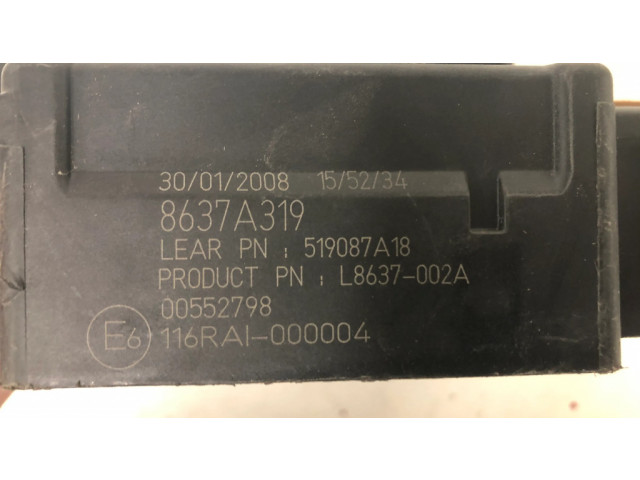 30/01/2008 15/52/34
8637A319
LEAR PN : 519087A18
PRODUCT PN : L8637-002A
00552798
E6 116RAI-000004